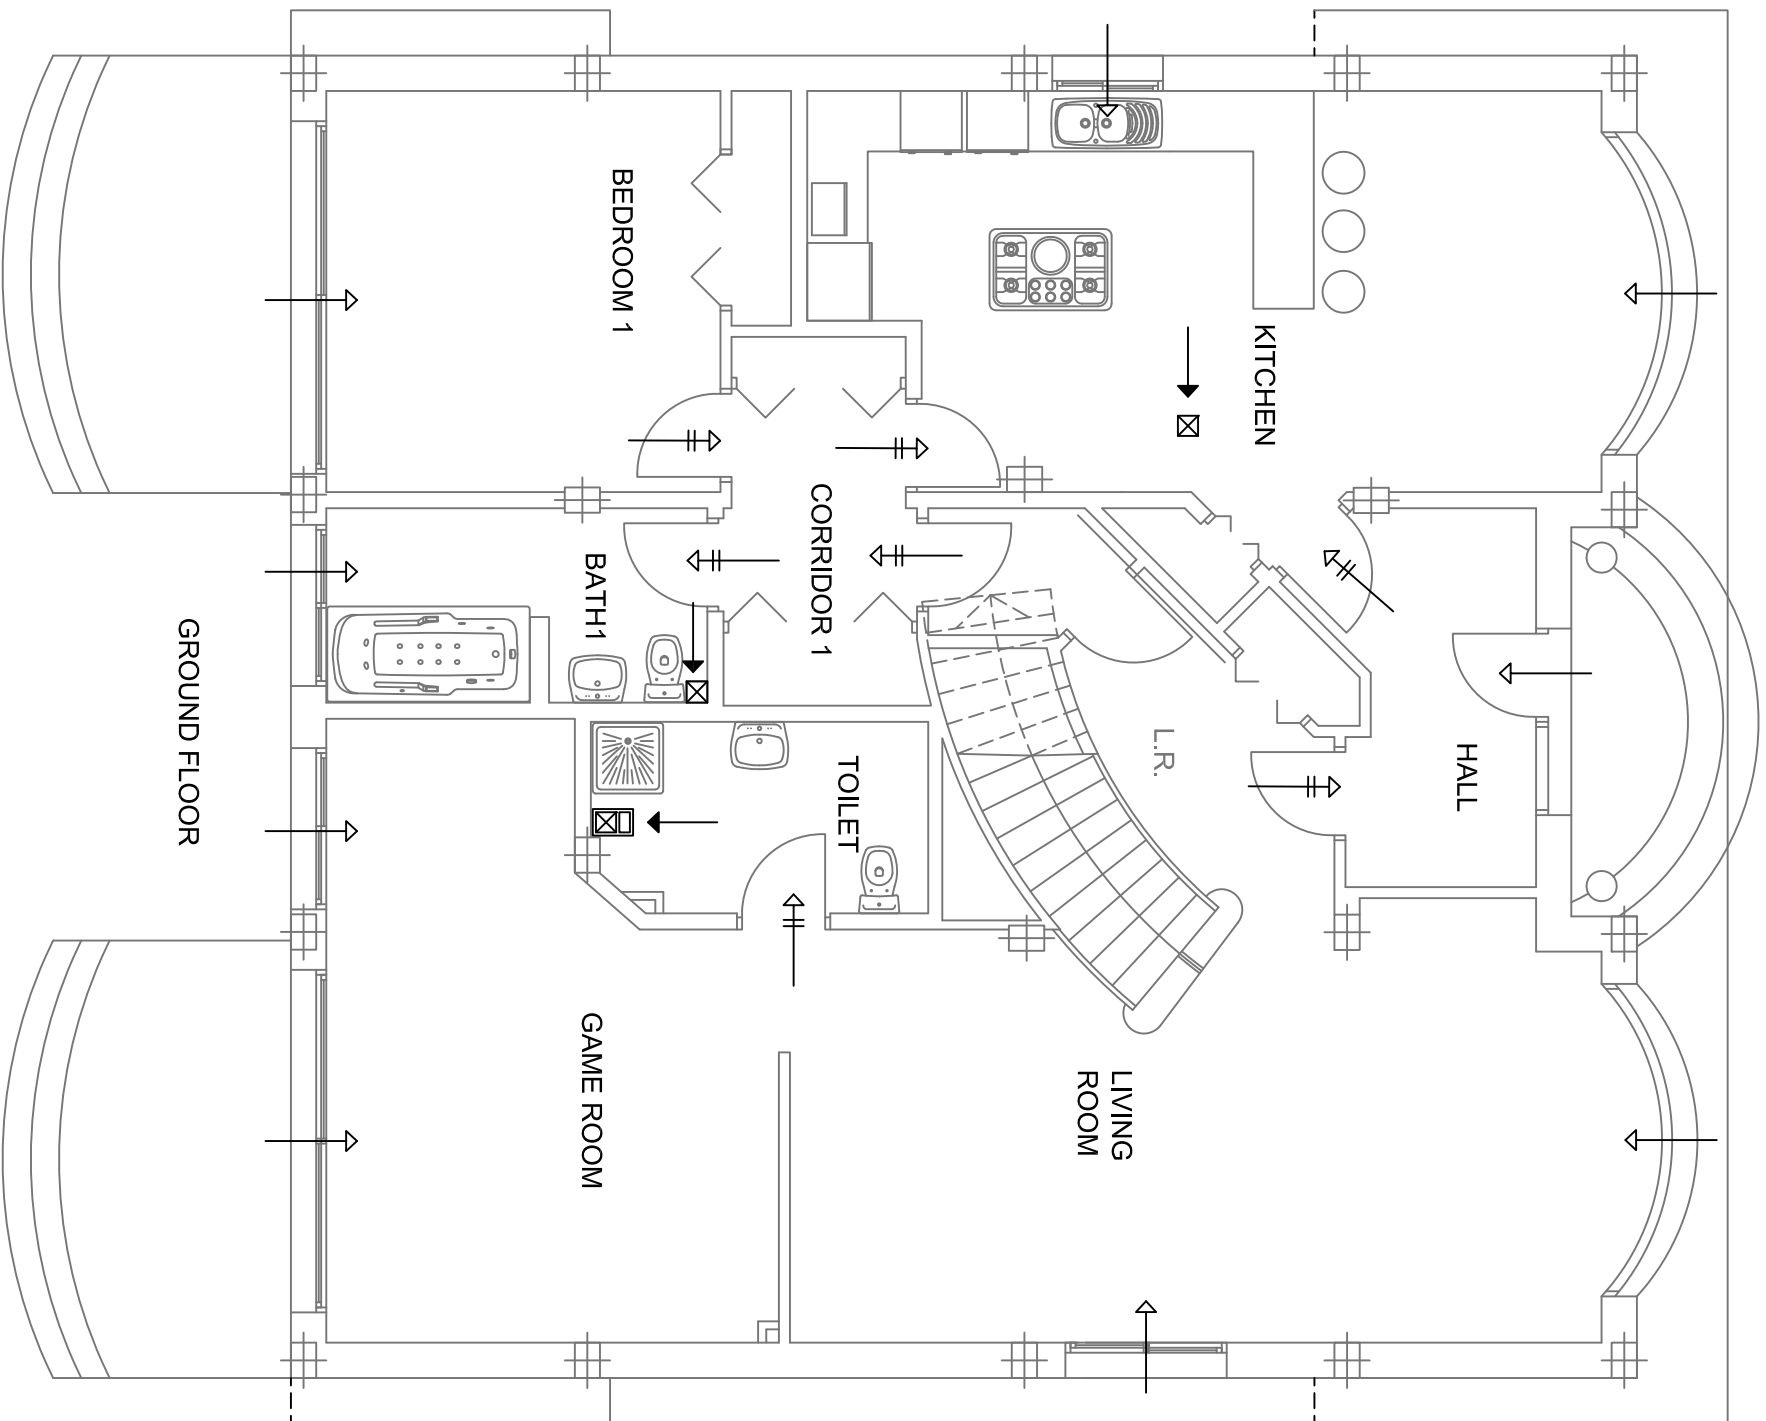 KITCHEN
BEDROOM 1
CORRIDOR 1
BATH1
HALL
L.R.
TOILET
GROUND FLOOR
LIVING
ROOM
GAME ROOM